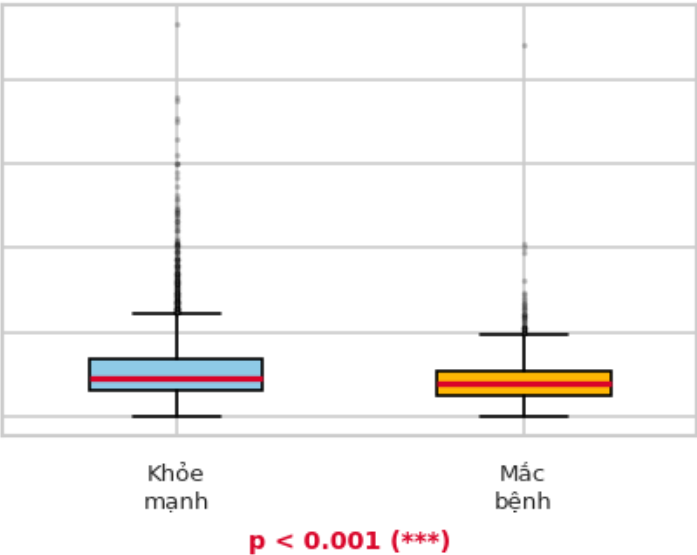 Khỏe
mạnh
Mắc
bệnh
p < 0.001 (***)